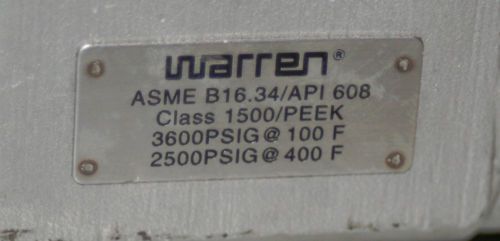 warren®
ASME B16.34/API 608
Class 1500/PEEK
3600PSIG@100 F
2500PSIG@400 F